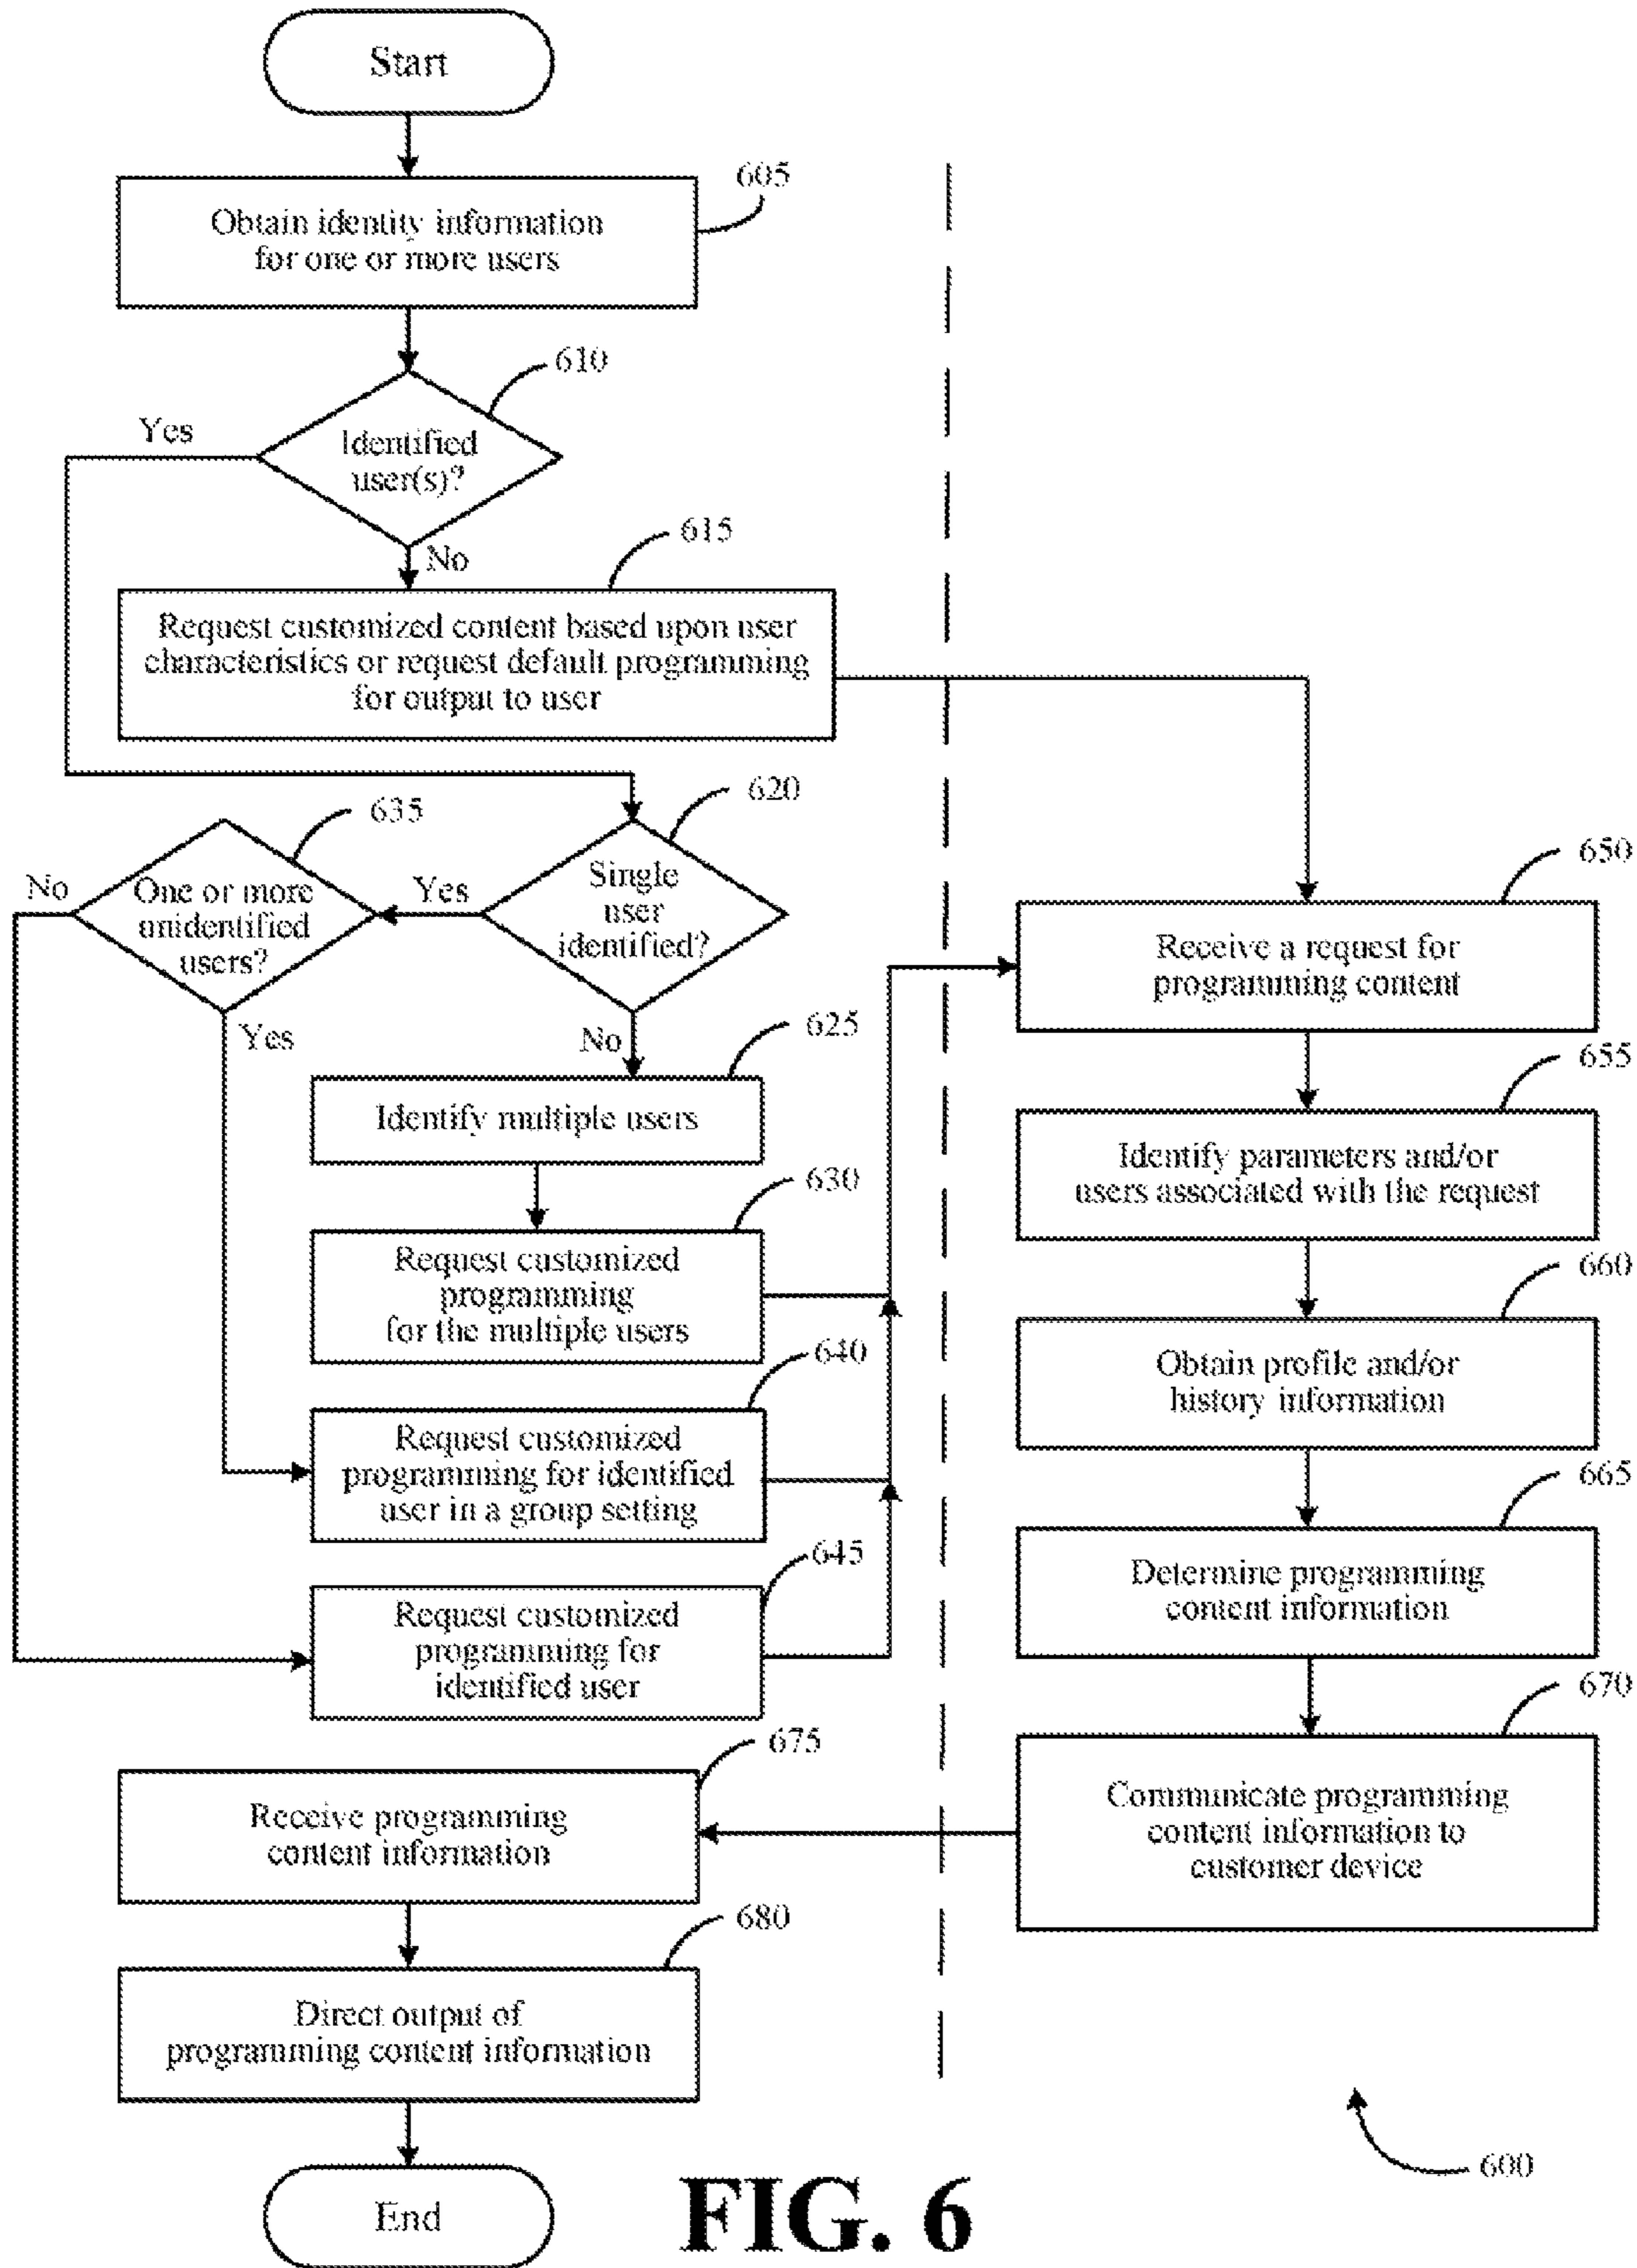 Start
605
Obtain identity information
for one or more users
610
Yes
Identified
user(s)?
No
615
Request customized content based upon user
characteristics or request default programming
for output to user
620
635
Single
user
identified?
Yes
No
One or more
unidentified
users?
No
Yes
625
Identify multiple users
630
Request customized
programming
for the multiple users
640
Request customized
programming for identified
user in a group setting
645
Request customized
programming for
identified user
650
Receive a request for
programming content
655
Identify parameters and/or
users associated with the request
660
Obtain profile and/or
history information
665
Determine programming
content information
670
Communicate programming
content information to
customer device
675
Receive programming
content information
680
Direct output of
programming content information
End
600
FIG. 6